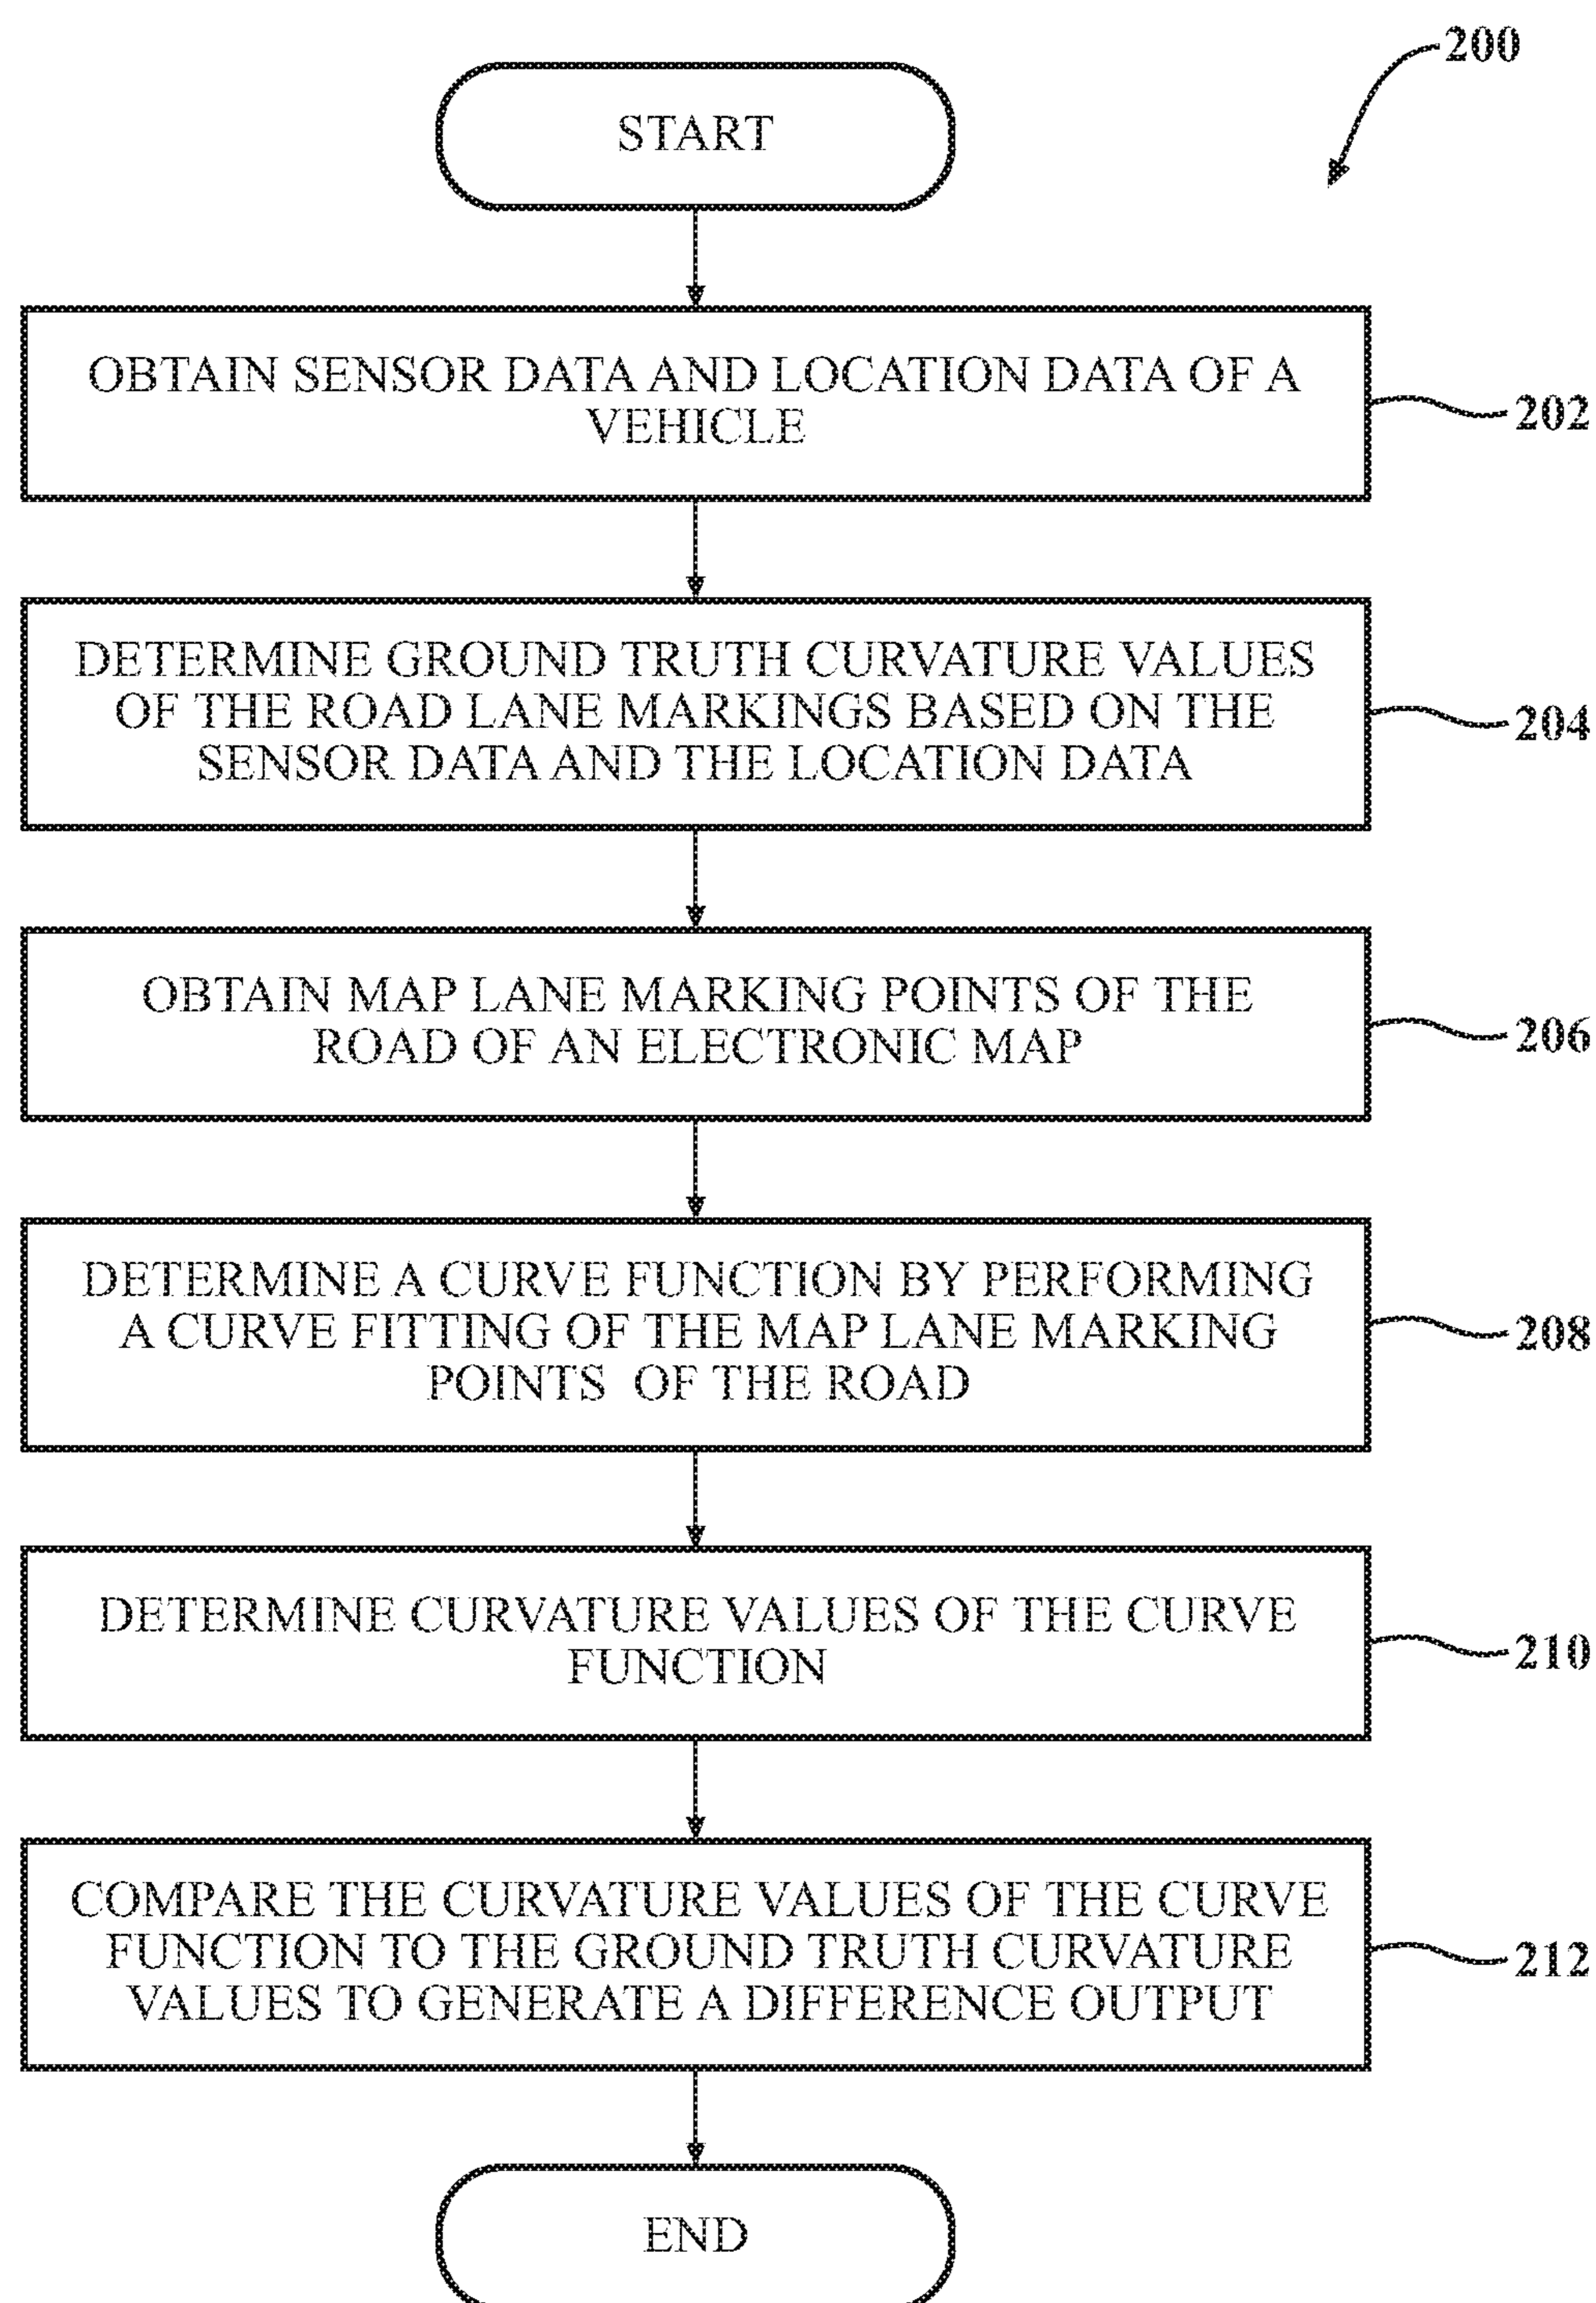 200
START
OBTAIN SENSOR DATA AND LOCATION DATA OF A
VEHICLE
202
DETERMINE GROUND TRUTH CURVATURE VALUES
OF THE ROAD LANE MARKINGS BASED ON THE
SENSOR DATA AND THE LOCATION DATA
204
OBTAIN MAP LANE MARKING POINTS OF THE
ROAD OF AN ELECTRONIC MAP
206
DETERMINE A CURVE FUNCTION BY PERFORMING
A CURVE FITTING OF THE MAP LANE MARKING
POINTS OF THE ROAD
208
DETERMINE CURVATURE VALUES OF THE CURVE
FUNCTION
210
COMPARE THE CURVATURE VALUES OF THE CURVE
FUNCTION TO THE GROUND TRUTH CURVATURE
VALUES TO GENERATE A DIFFERENCE OUTPUT
212
END